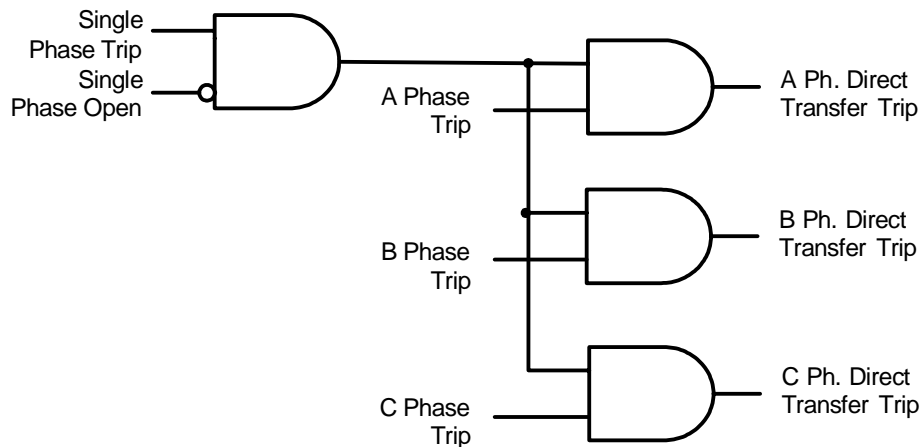 Single
Phase Trip
Single
Phase Open
A Phase
Trip
A Ph. Direct
Transfer Trip
B Phase
Trip
B Ph. Direct
Transfer Trip
C Phase
Trip
C Ph. Direct
Transfer Trip